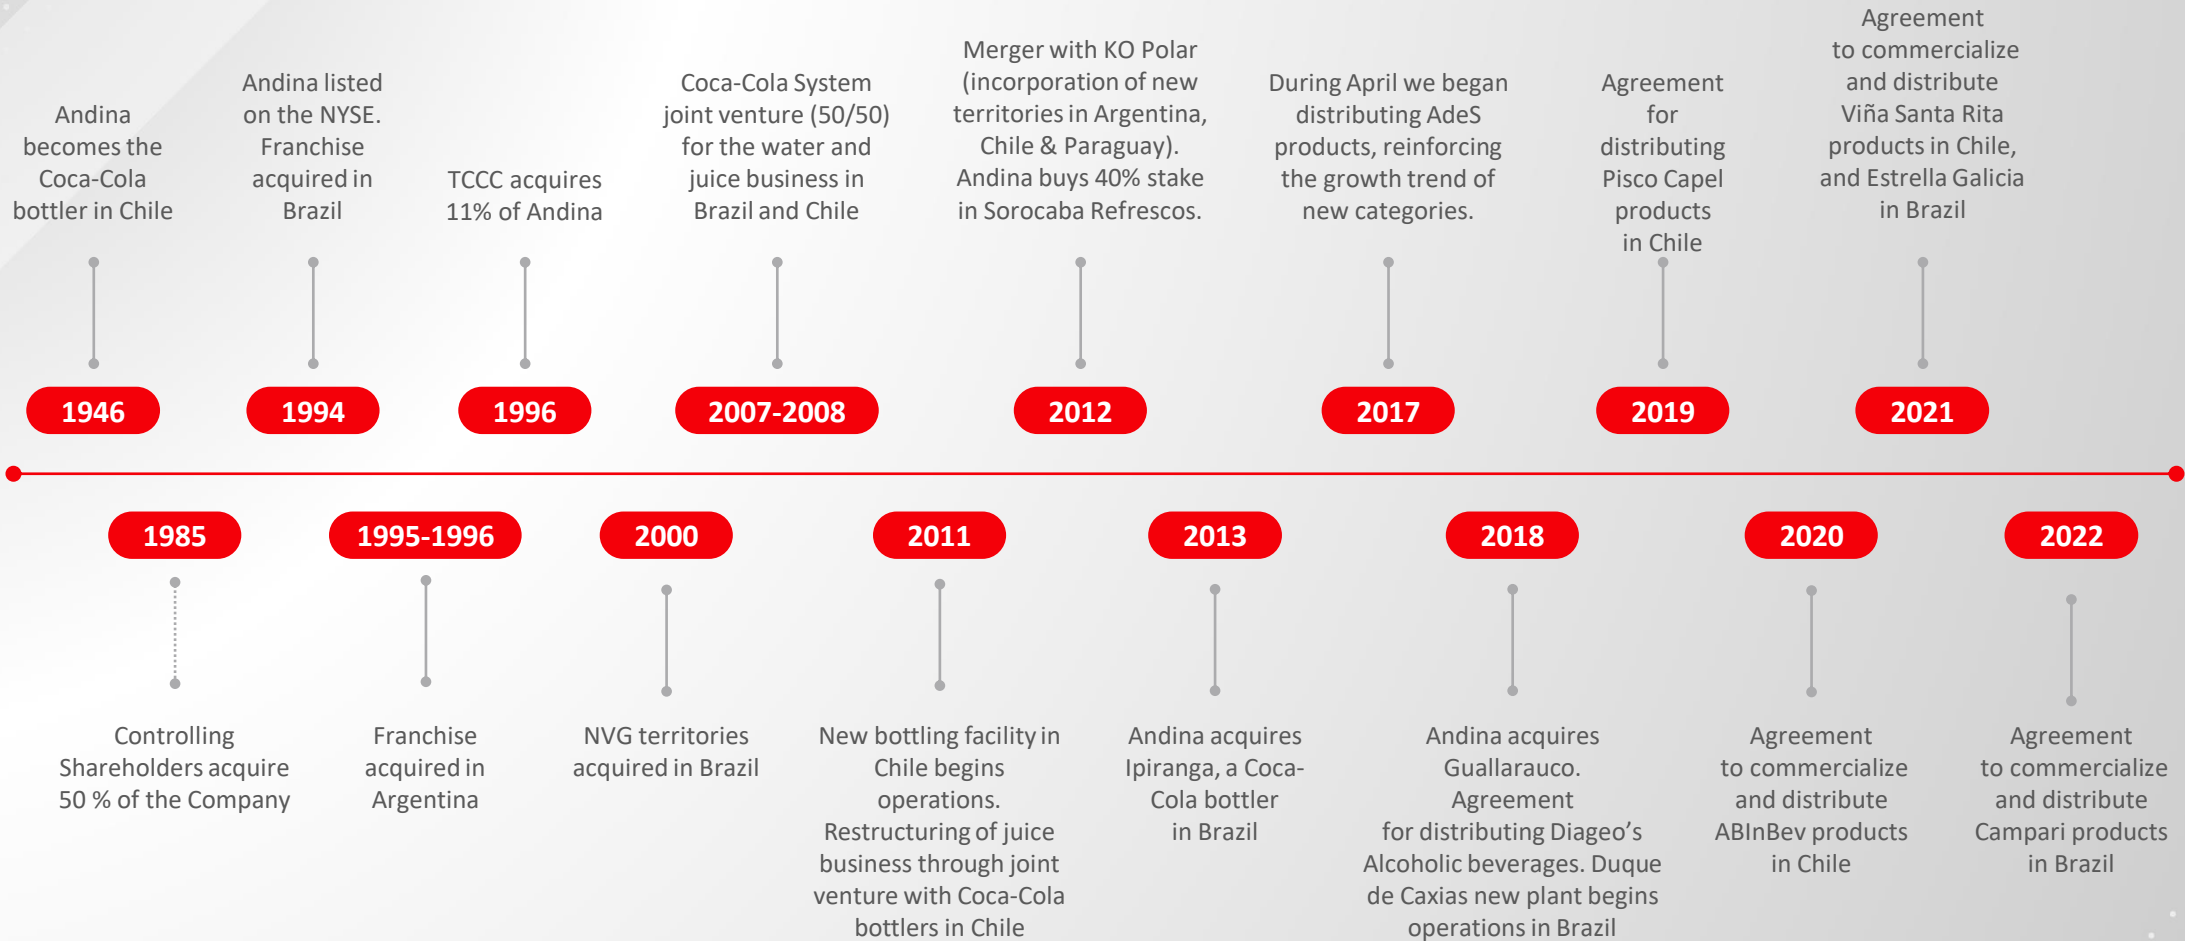 Andina
becomes the
Coca-Cola
bottler in Chile
1946
Andina listed
on the NYSE.
Franchise
acquired in
Brazil
1994
TCCC acquires
11% of Andina
1996
Coca-Cola System
joint venture (50/50)
for the water and
juice business in
Brazil and Chile
2007-2008
Merger with KO Polar
(incorporation of new
territories in Argentina,
Chile & Paraguay).
Andina buys 40% stake
in Sorocaba Refrescos.
2012
During April we began
distributing AdeS
products, reinforcing
the growth trend of
new categories.
2017
Agreement
for
distributing
Pisco Capel
products
in Chile
2019
Agreement
to commercialize
and distribute
Viña Santa Rita
products in Chile,
and Estrella Galicia
in Brazil
2021
1985
Controlling
Shareholders acquire
50 % of the Company
1995-1996
Franchise
acquired in
Argentina
2000
NVG territories
acquired in Brazil
2011
New bottling facility in
Chile begins
operations.
Restructuring of juice
business through joint
venture with Coca-Cola
bottlers in Chile
2013
Andina acquires
Ipiranga, a Coca-
Cola bottler
in Brazil
2018
Andina acquires
Guallarauco.
Agreement
for distributing Diageo’s
Alcoholic beverages. Duque
de Caxias new plant begins
operations in Brazil
2020
Agreement
to commercialize
and distribute
ABInBev products
in Chile
2022
Agreement
to commercialize
and distribute
Campari products
in Brazil